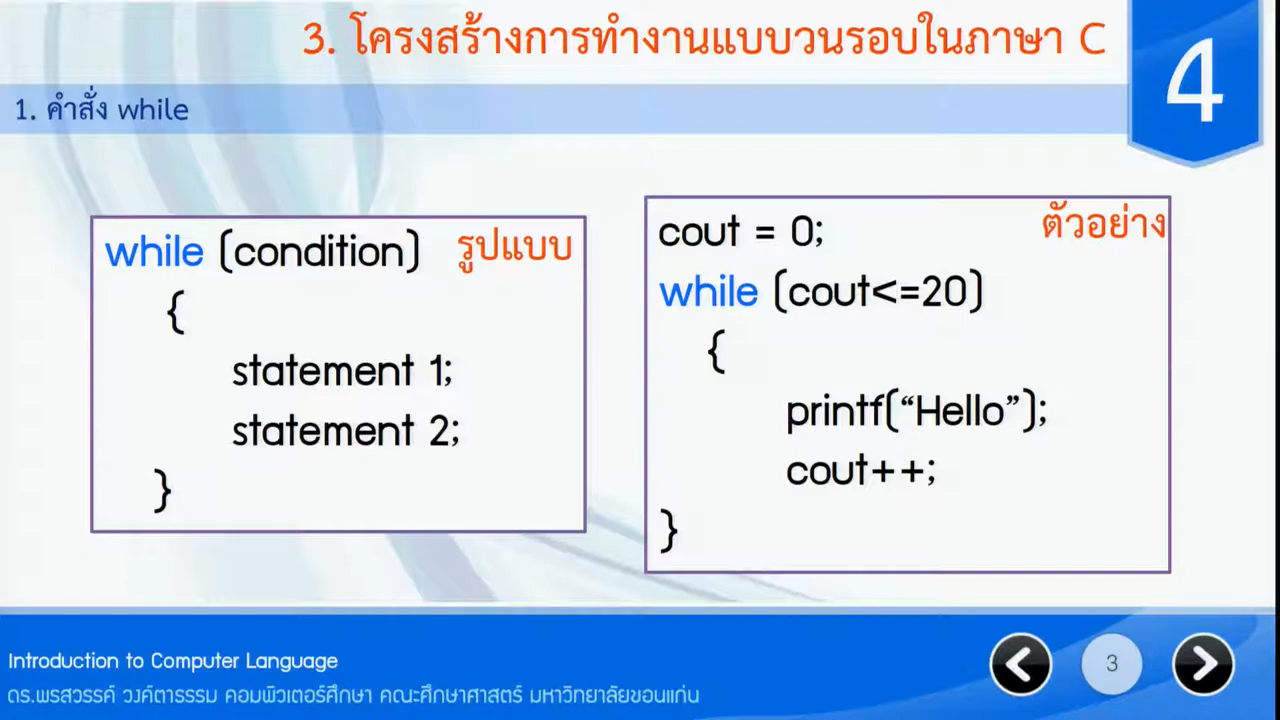 3. โครงสร้างการทำงานแบบวนรอบในภาษา C
4
1. คำสั่ง while
while (condition) รูปแบบ
{
statement 1;
statement 2;
}
cout = 0; ตัวอย่าง
while (cout<=20)
{
printf(“Hello”);
cout++;
}
Introduction to Computer Language
3
ดร.พรสวรรค์ วงค์ตาธรรม คอมพิวเตอร์ศึกษา คณะศึกษาศาสตร์ มหาวิทยาลัยขอนแก่น